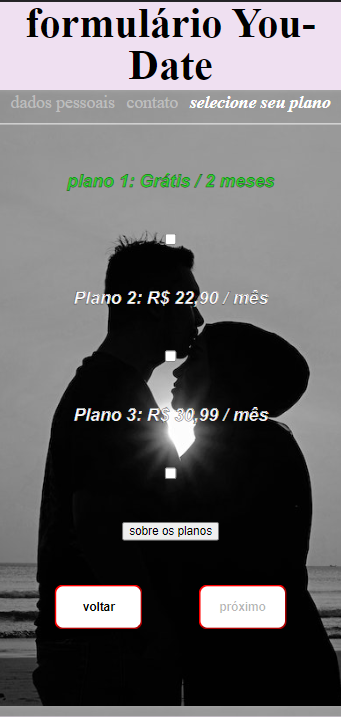 formulário You-
Date
dados pessoais contato selecione seu plano
plano 1: Grátis / 2 meses
Plano 2: R$ 22,90 / mês
Plano 3: R$ 30,99 / mês
sobre os planos
voltar próximo